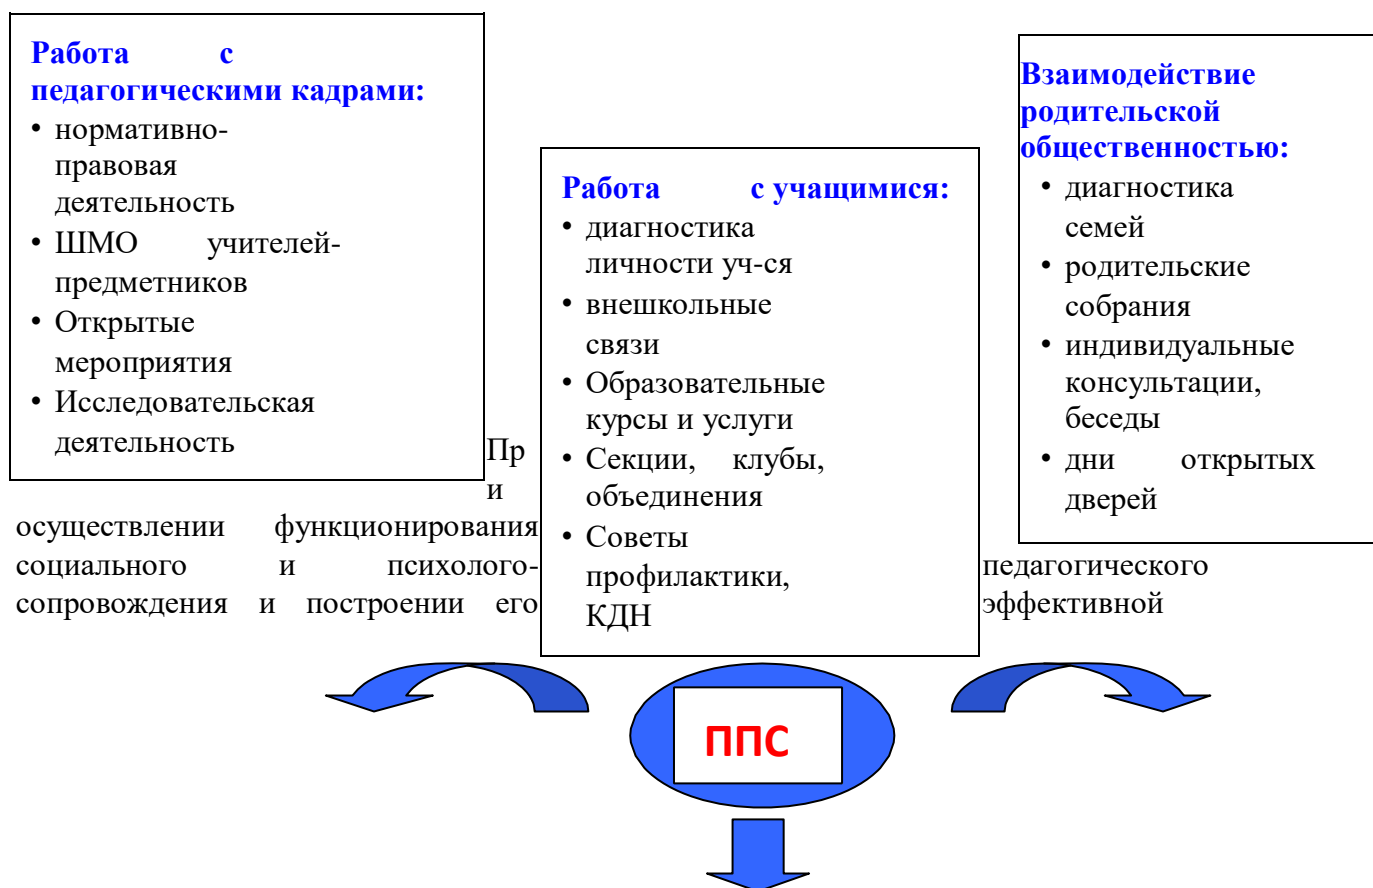 Работа с
педагогическими кадрами:
• нормативно-
правовая
деятельность
• ШМО учителей-
предметников
• Открытые
мероприятия
• Исследовательская
деятельность
Работа с учащимися:
• диагностика
личности уч-ся
• внешкольные
связи
• Образовательные
курсы и услуги
• Секции, клубы,
объединения
• Советы
профилактики,
КДН
Взаимодействие
родительской
общественностью:
• диагностика
семей
• родительские
собрания
• индивидуальные
консультации,
беседы
• дни открытых
дверей
Пр
и
осуществлении функционирования
социального и психолого- педагогического
сопровождения и построении его эффективной
ППС